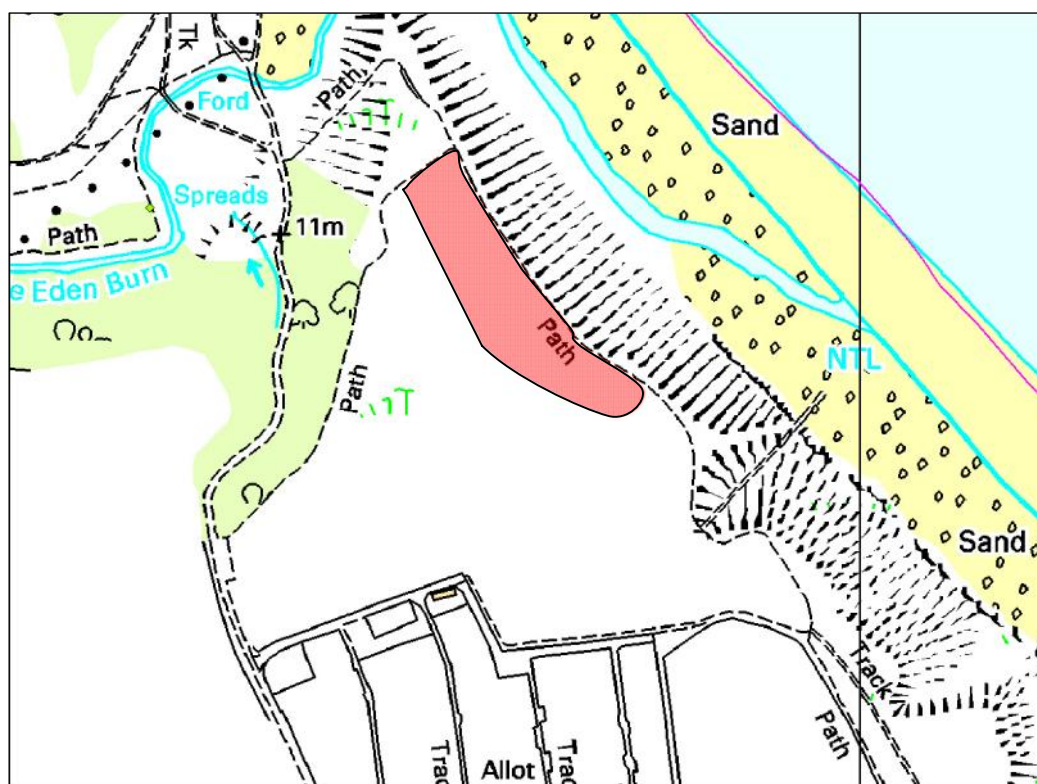 Tk
Path
Ford
Sand
Spreads
11m
Path
e Eden Burn
Path
NTL
Path
Sand
Track
Path
Trac
Allot
Trac